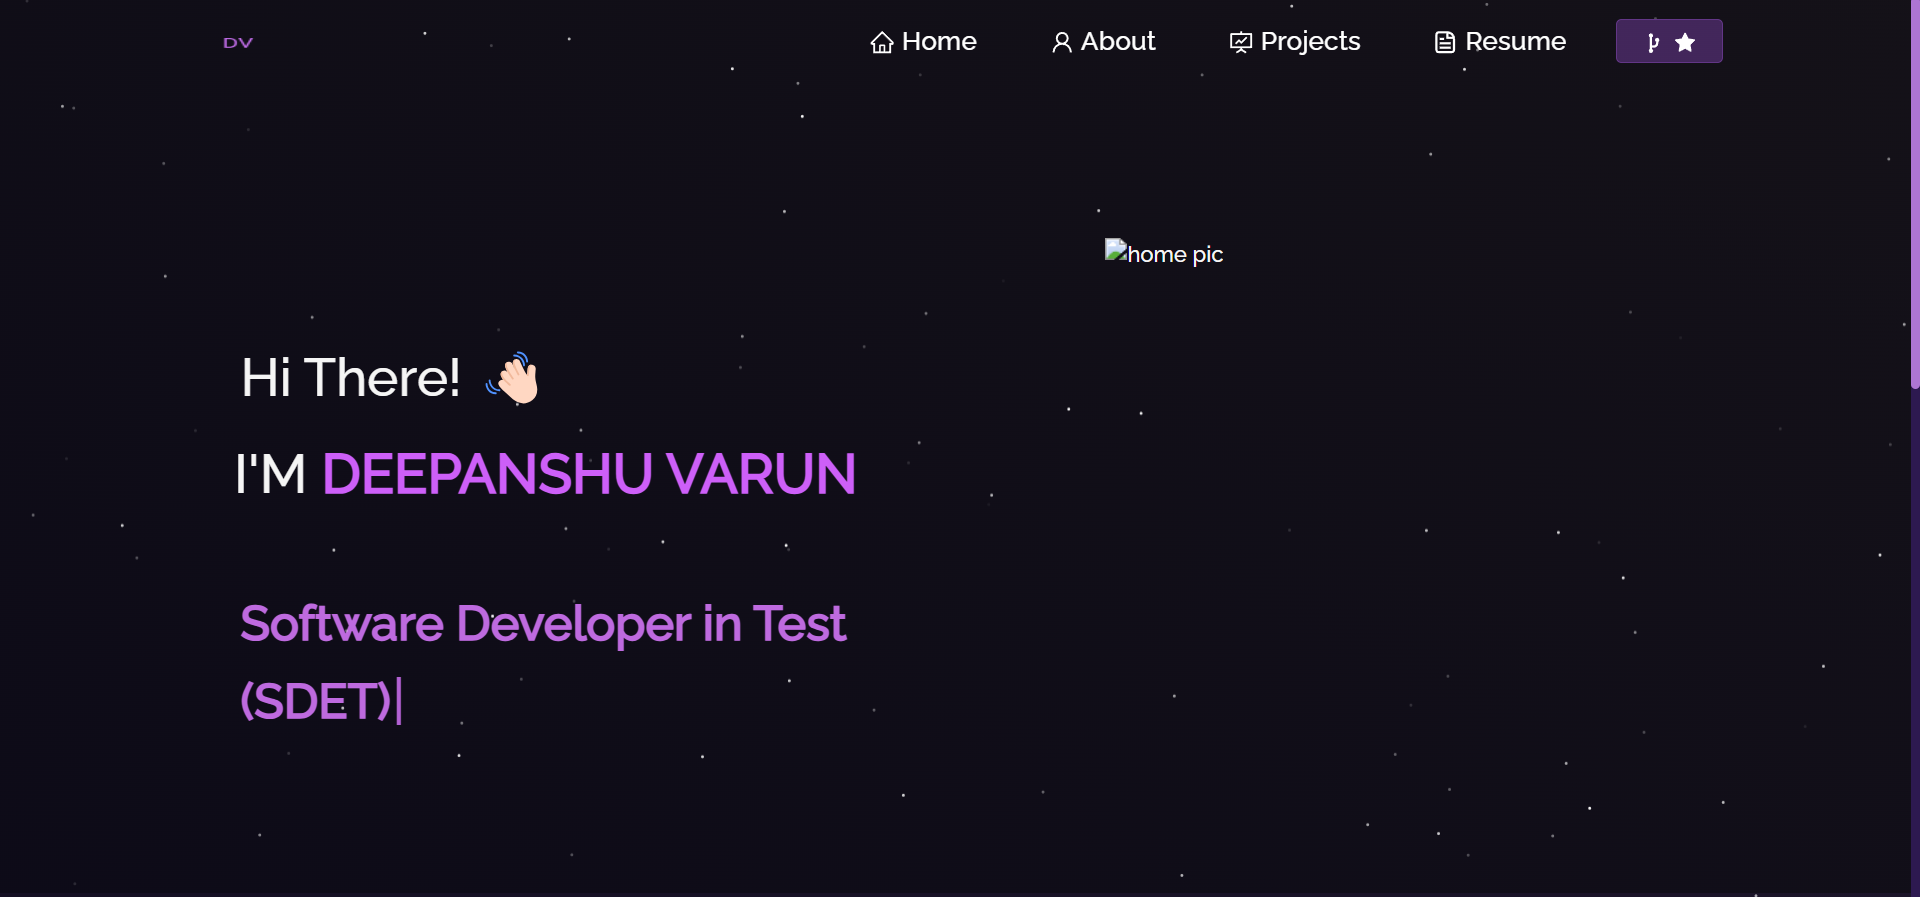 DV
Home
About
Projects
Resume
home pic
Hi There!
I'M DEEPANSHU VARUN
Software Developer in Test
(SDET)|